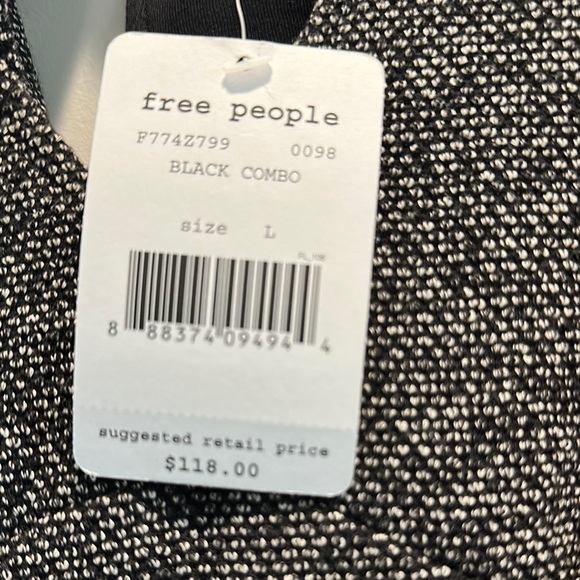 free people
F774Z799 0098
BLACK COMBO
size L
8 88374 09494 4
suggested retail price
$118.00